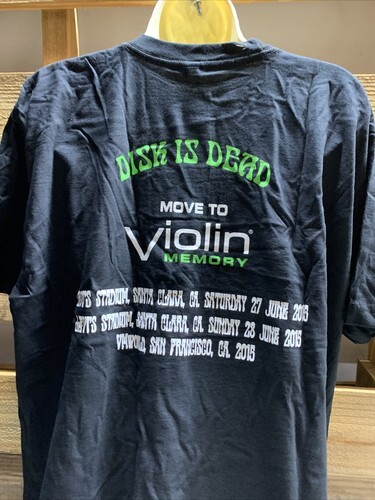 DISK IS DEAD
MOVE TO
Violin®
MEMORY
STADIUM, SANTA CLARA, CA. SATURDAY 27 JUNE 2015
STADIUM, SANTA CLARA, CA. SUNDAY 28 JUNE 2015
VMWORLD, SAN FRANCISCO, CA. 2015